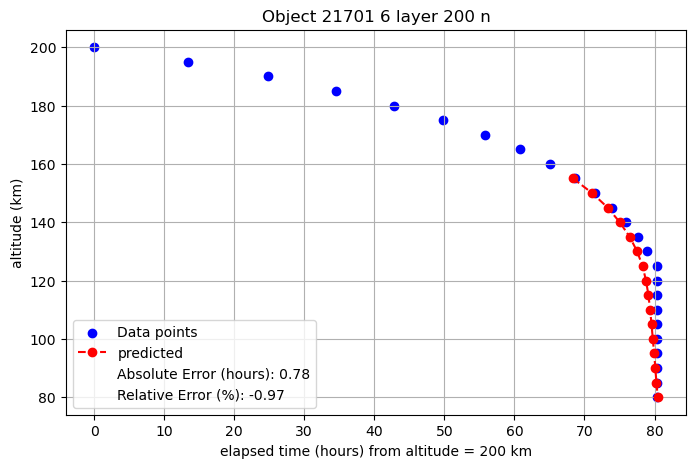 Object 21701 6 layer 200 n
altitude (km)
200
180
160
140
120
100
80
Data points
predicted
Absolute Error (hours): 0.78
Relative Error (%): -0.97
0 10 20 30 40 50 60 70 80
elapsed time (hours) from altitude = 200 km